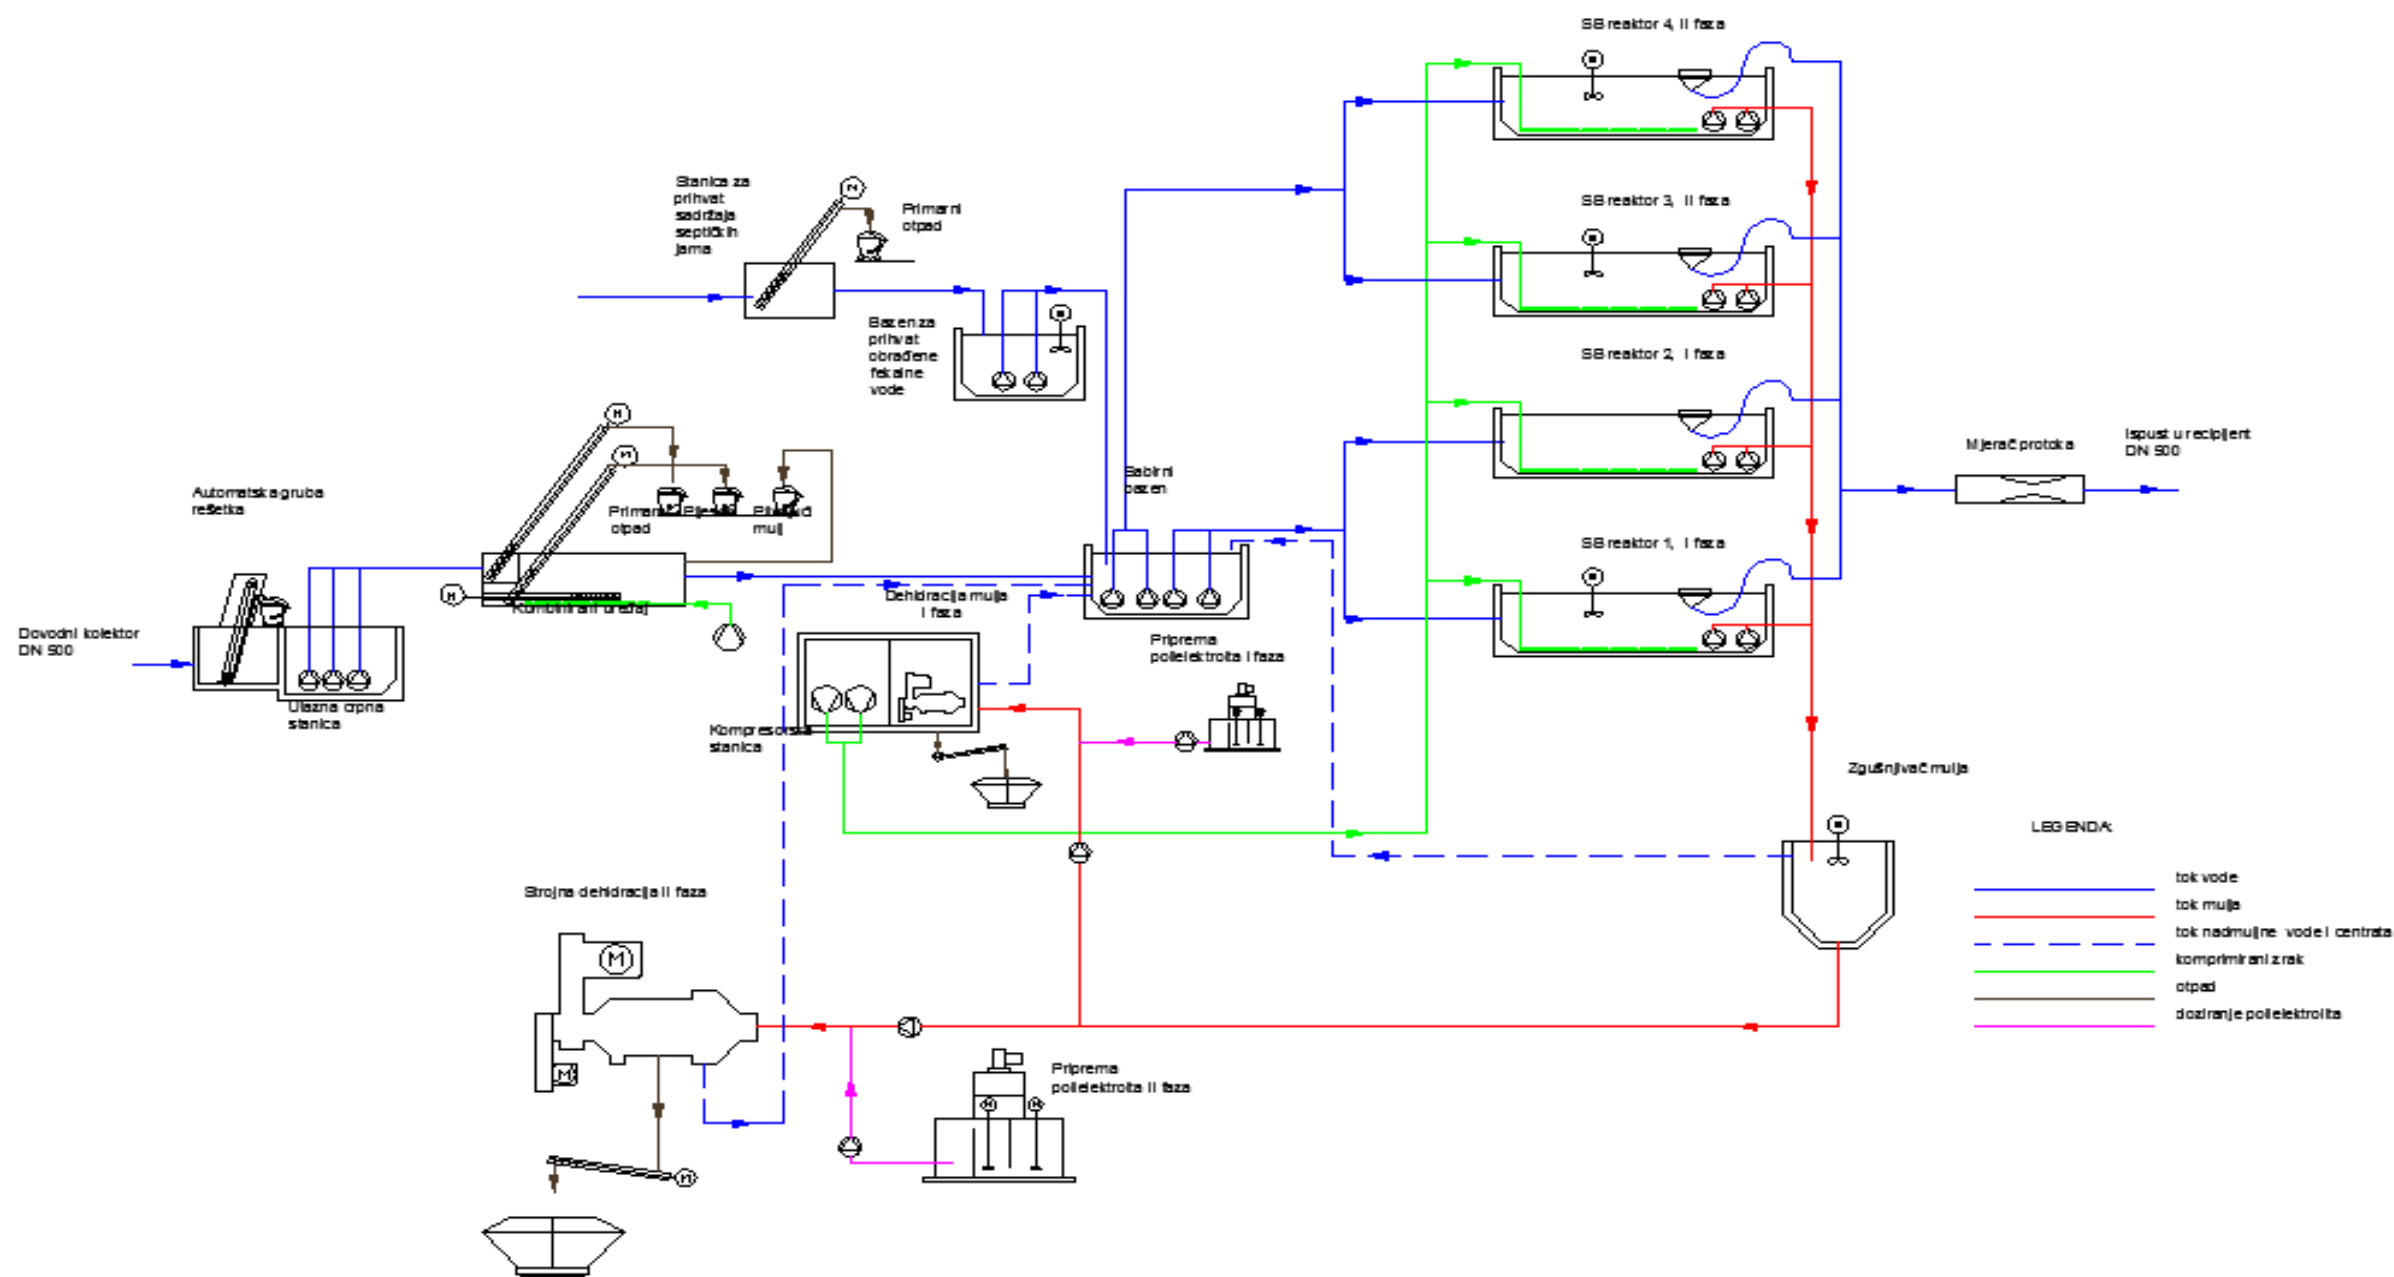 SB reaktor 4, II faza
Stanica za
prihvat
sadržaja
septičkih
jama
Primarni
otpad
SB reaktor 3, II faza
Bazen za
prihvat
obrađene
fekalne
vode
SB reaktor 2, I faza
Mjerač protoka
Ispust u recipijent
DN 500
Sabirni
bazen
Automatska gruba
rešetka
Primarni
otpad
mulj
SB reaktor 1, I faza
Kombinirani uređaj
Dehidracija mulja
I faza
Dovodni kolektor
DN 500
Priprema
polielektrolita I faza
Ulazna crpna
stanica
Kompresorska
stanica
Zgušnjivač mulja
LEGENDA:
Strojna dehidracija II faza
tok vode
tok mulja
tok nadmuljne vode i centrata
komprimirani zrak
otpad
doziranje polielektrolita
Priprema
polielektrolita II faza
M
M
M
M
M
M
M